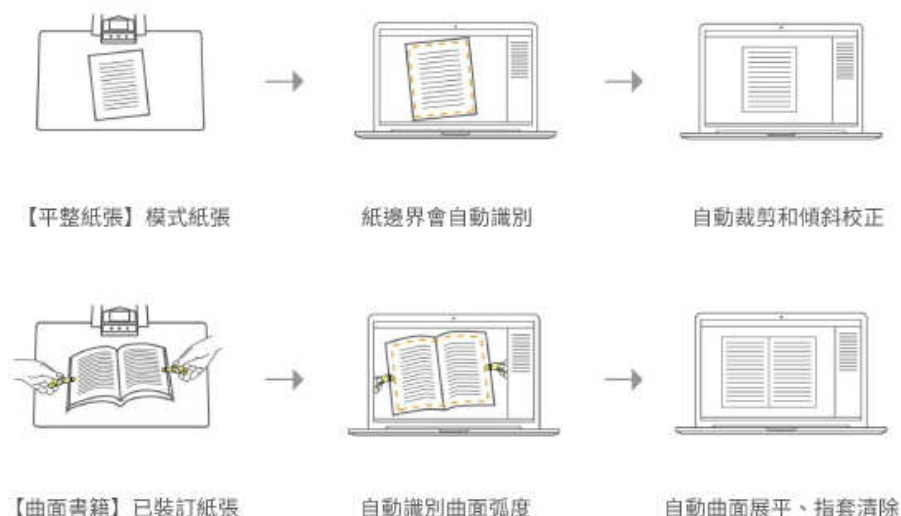 【平整紙張】模式紙張
紙邊界會自動識別
自動裁剪和傾斜校正
【曲面書籍】已裝訂紙張
自動識別曲面弧度
自動曲面展平、指套清除